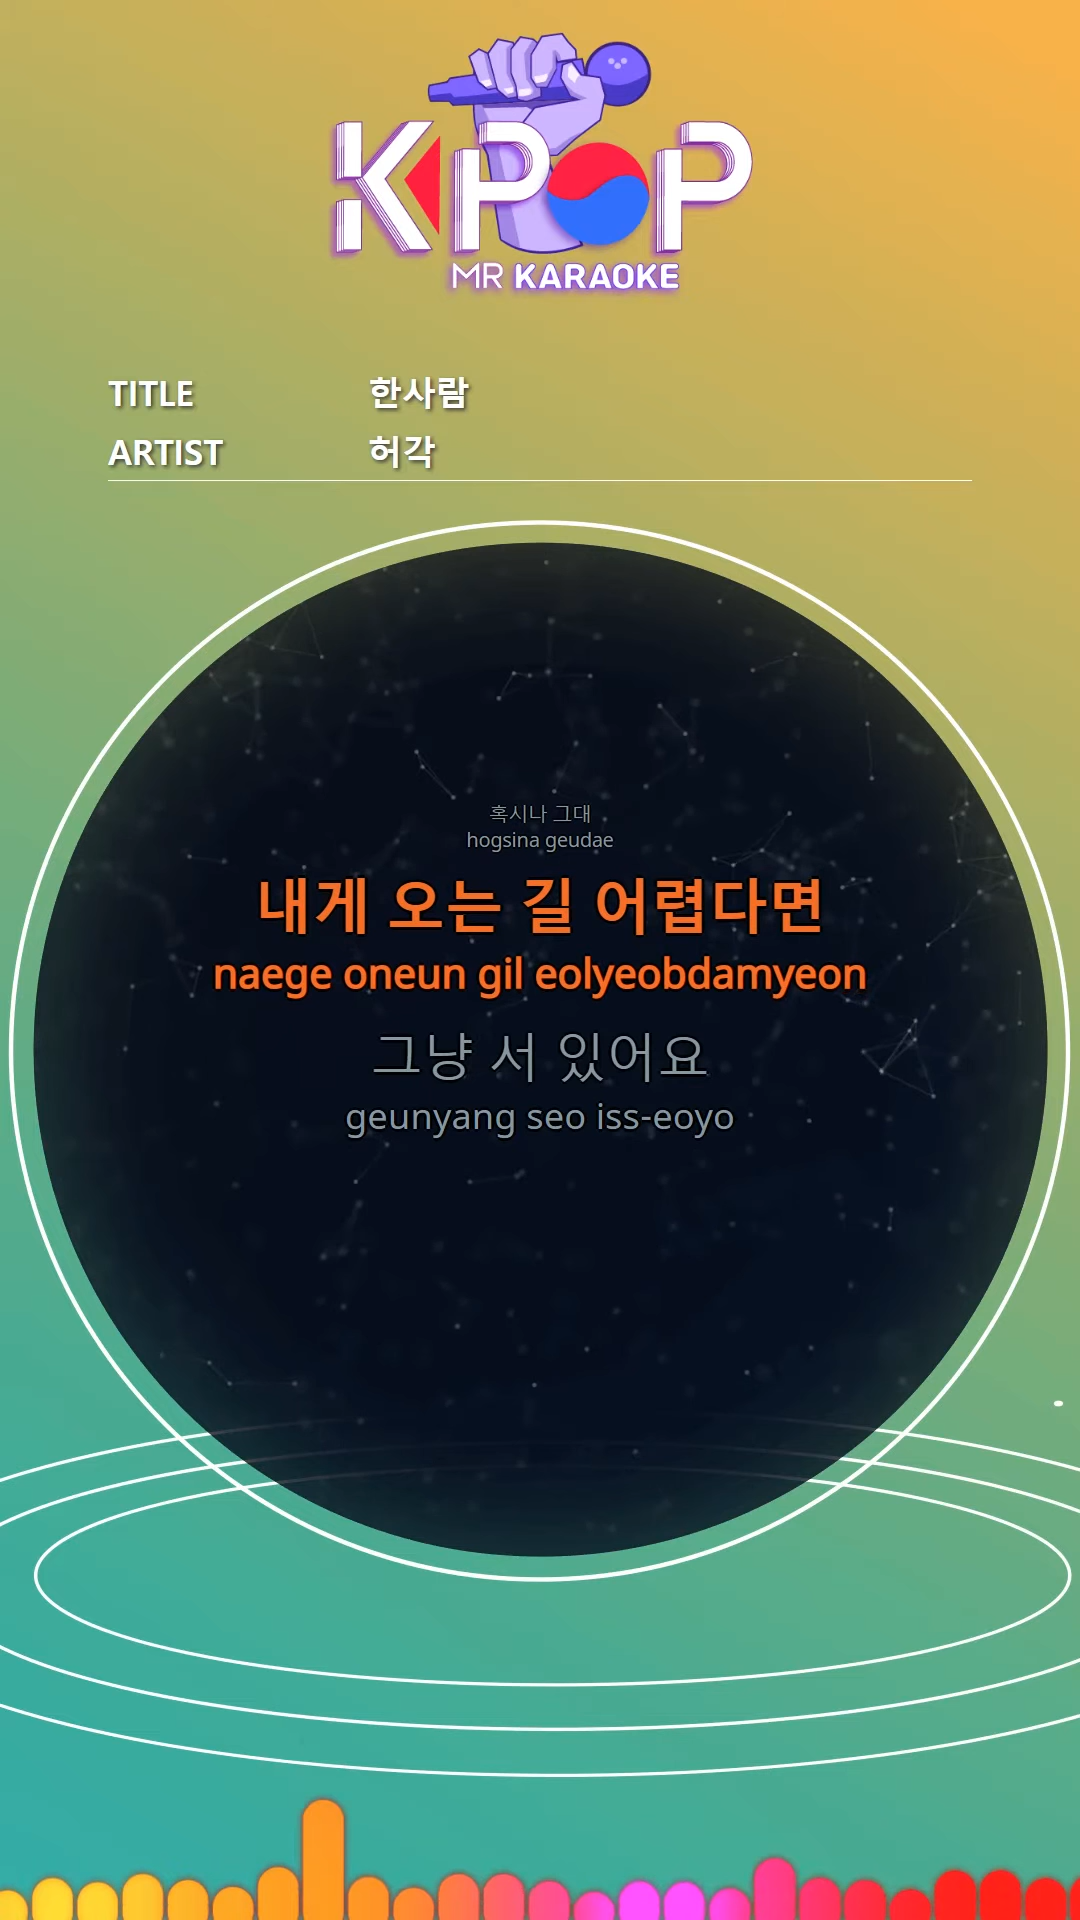 KPOP
MR KARAOKE
TITLE 한사람
ARTIST 허각
혹시나 그대
hogsina geudae
내게 오는 길 어렵다면
naege oneun gil eolyeobdamyeon
그냥 서 있어요
geunyang seo iss-eoyo